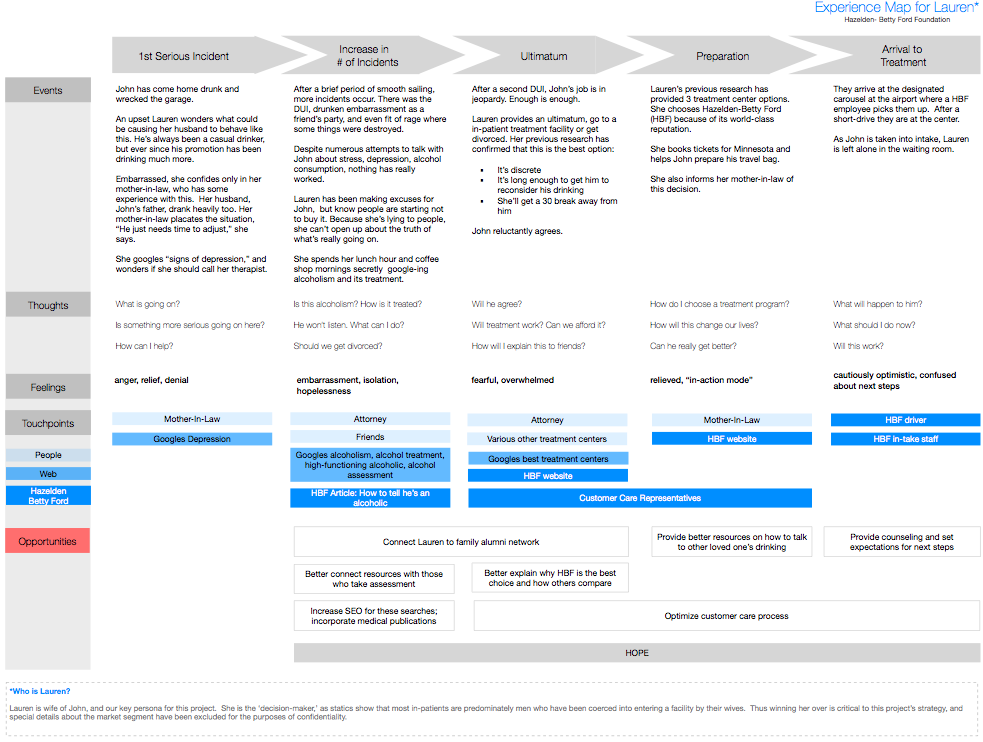 Experience Map for Lauren*
Hazelden- Betty Ford Foundation
1st Serious Incident
Increase in
# of Incidents
Ultimatum
Preparation
Arrival to
Treatment
Events
John has come home drunk and
wrecked the garage.
An upset Lauren wonders what could
be causing her husband to behave like
this. He's always been a casual drinker,
but ever since his promotion has been
drinking much more.
Embarrassed, she confides only in her
mother-in-law, who has some
experience with this. Her husband,
John's father, drank heavily too. Her
mother-in-law placates the situation,
"He just needs time to adjust," she
says.
She googles "signs of depression," and
wonders if she should call her therapist.
After a brief period of smooth sailing,
more incidents occur. There was the
DUI, drunken embarrassment as a
friend's party, and even fit of rage where
some things were destroyed.
Despite numerous attempts to talk with
John about stress, depression, alcohol
consumption, nothing has really
worked.
Lauren has been making excuses for
John, but know people are starting not
to buy it. Because she's lying to people,
she can't open up about the truth of
what's really going on.
She spends her lunch hour and coffee
shop mornings secretly google-ing
alcoholism and its treatment.
After a second DUI, John's job is in
jeopardy. Enough is enough.
Lauren provides an ultimatum, go to a
in-patient treatment facility or get
divorced. Her previous research has
confirmed that this is the best option:
• It's discrete
• It's long enough to get him to
reconsider his drinking
• She'll get a 30 break away from
him
John reluctantly agrees.
Lauren's previous research has
provided 3 treatment center options.
She chooses Hazelden-Betty Ford
(HBF) because of its world-class
reputation.
She books tickets for Minnesota and
helps John prepare his travel bag.
She also informs her mother-in-law of
this decision.
They arrive at the designated
carousel at the airport where a HBF
employee picks them up. After a
short-drive they are at the center.
As John is taken into intake, Lauren
is left alone in the waiting room.
Thoughts
What is going on?
Is something more serious going on here?
How can I help?
Is this alcoholism? How is it treated?
He won't listen. What can I do?
Should we get divorced?
Will he agree?
Will treatment work? Can we afford it?
How will I explain this to friends?
How do I choose a treatment program?
How will this change our lives?
Can he really get better?
What will happen to him?
What should I do now?
Will this work?
Feelings
anger, relief, denial
embarrassment, isolation,
hopelessness
fearful, overwhelmed
relieved, "in-action mode"
cautiously optimistic, confused
about next steps
Touchpoints
People
Web
Hazelden
Betty Ford
Mother-In-Law
Googles Depression
Attorney
Friends
Googles alcoholism, alcohol treatment,
high-functioning alcoholic, alcohol
assessment
HBF Article: How to tell he's an
alcoholic
Attorney
Various other treatment centers
Googles best treatment centers
HBF website
Customer Care Representatives
Mother-In-Law
HBF website
HBF driver
HBF in-take staff
Opportunities
Connect Lauren to family alumni network
Provide better resources on how to talk
to other loved one's drinking
Provide counseling and set
expectations for next steps
Better connect resources with those
who take assessment
Better explain why HBF is the best
choice and how others compare
Increase SEO for these searches;
incorporate medical publications
Optimize customer care process
HOPE
*Who is Lauren?
Lauren is wife of John, and our key persona for this project. She is the 'decision-maker,' as statics show that most in-patients are predominately men who have been coerced into entering a facility by their wives. Thus winning her over is critical to this project's strategy, and
special details about the market segment have been excluded for the purposes of confidentiality.